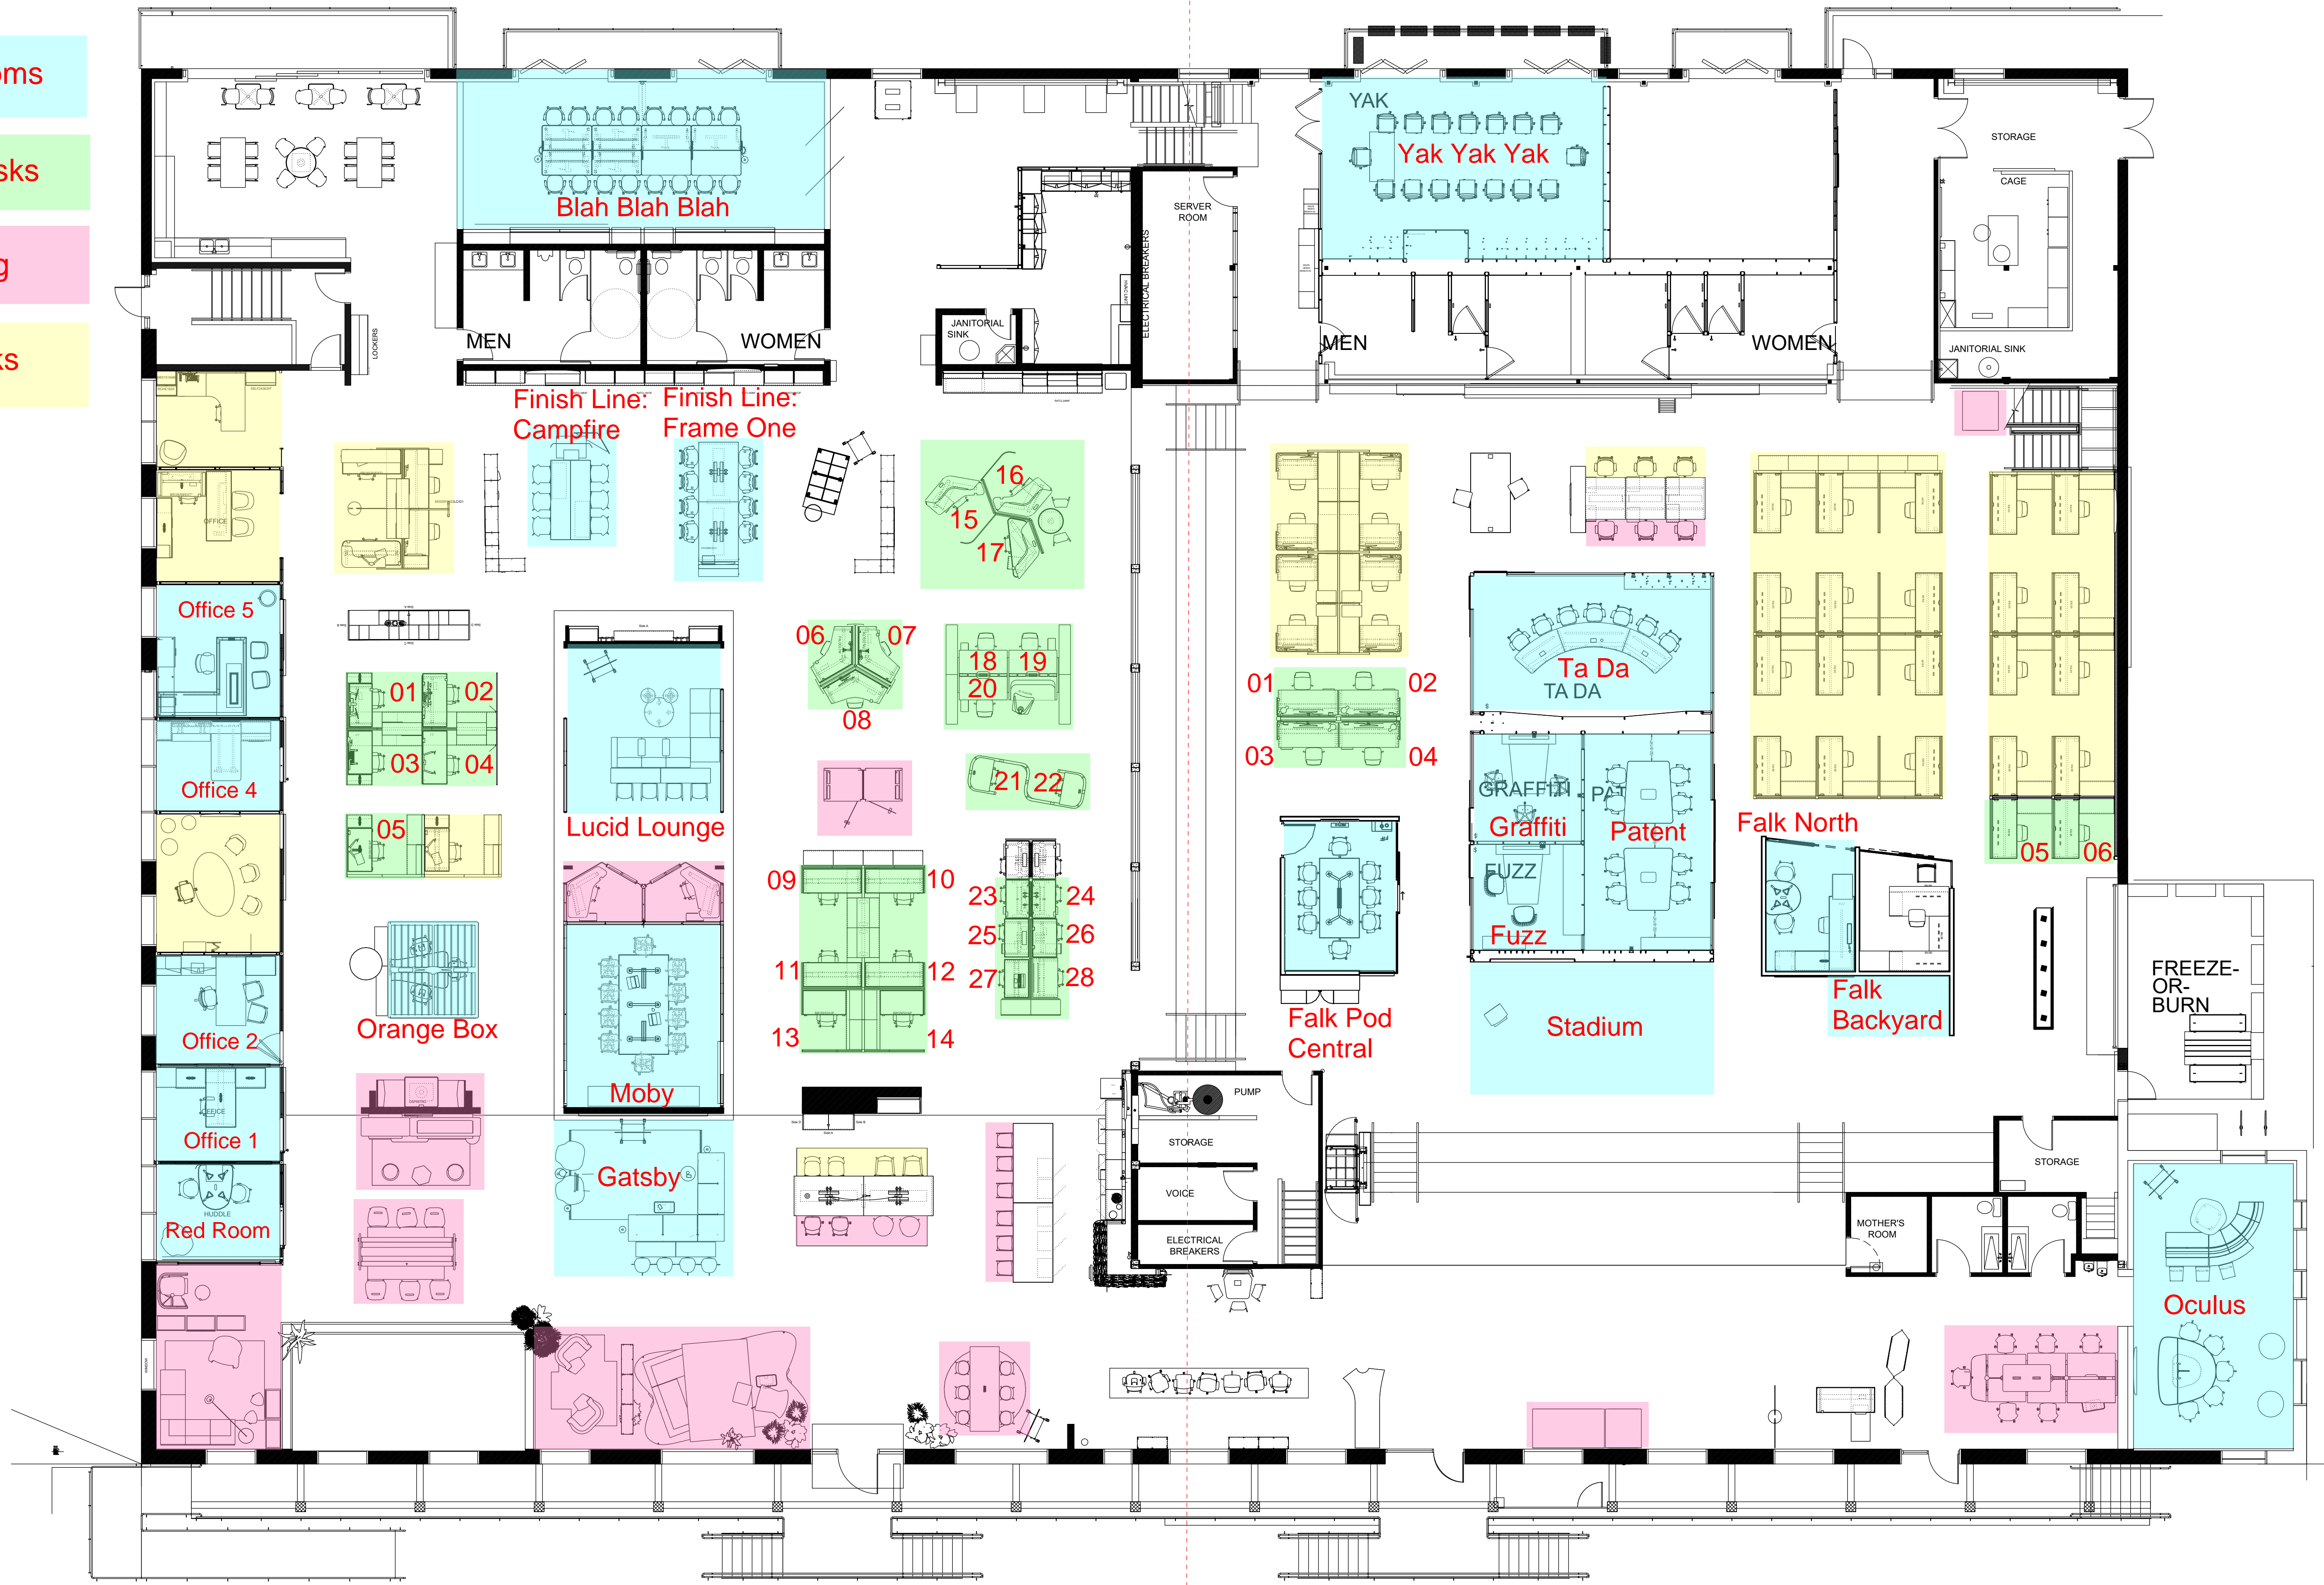 oms
sks
g
ks
YAK
Yak Yak Yak
Blah Blah Blah
STORAGE
CAGE
SERVER
ROOM
ELECTRICAL BREAKERS
MEN
WOMEN
JANITORIAL
SINK
LOCKERS
MEN
WOMEN
JANITORIAL SINK
Finish Line:
Campfire
Finish Line:
Frame One
16
15
17
OFFICE
Office 5
06
07
08
18
19
20
01
02
03
04
01
02
03
04
Ta Da
TA DA
Office 4
21
22
Lucid Lounge
05
GRAFFITI
Graffiti
PAT
Patent
Falk North
05
06
FUZZ
Fuzz
09
10
11
12
13
14
23
24
25
26
27
28
Orange Box
Office 2
Falk Pod
Central
Stadium
Falk
Backyard
FREEZE-
OR-
BURN
Moby
OFFICE
Office 1
PUMP
STORAGE
VOICE
ELECTRICAL
BREAKERS
STORAGE
Gatsby
HUDDLE
Red Room
MOTHER'S
ROOM
Oculus
WINDOW